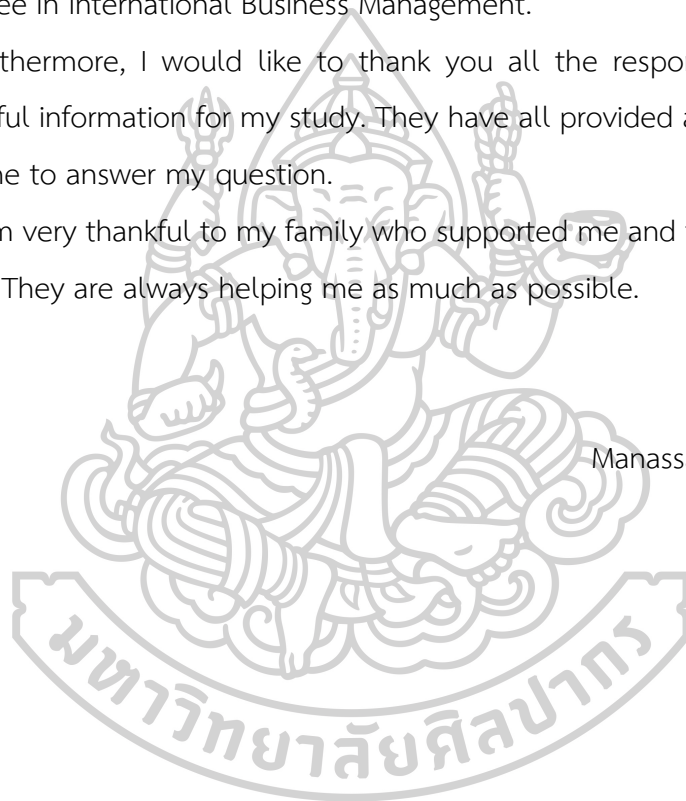 ee in International Business Management.
thermore, I would like to thank you all the respo
ful information for my study. They have all provided a
ne to answer my question.
m very thankful to my family who supported me and
They are always helping me as much as possible.
Manass
มหาวิทยาลัยศิลปากร